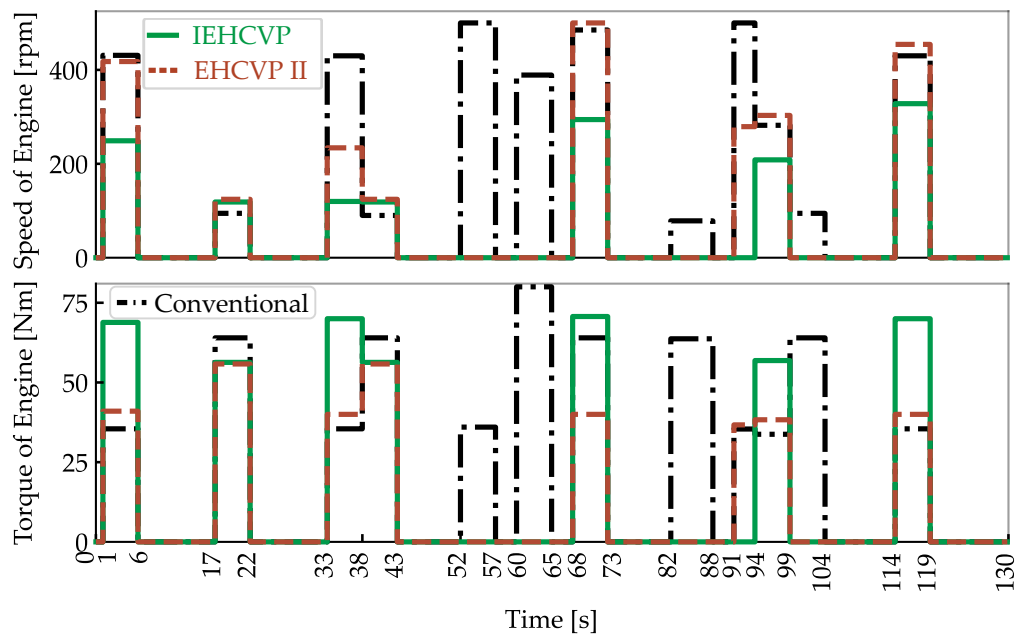 Speed of Engine [rpm]
400
200
0
IEHCVP
EHCVP II
Torque of Engine [Nm]
75
50
25
0
Conventional
0 1 6 17 22 33 38 43 52 57 60 65 68 73 82 88 91 94 99 104 114 119 130
Time [s]